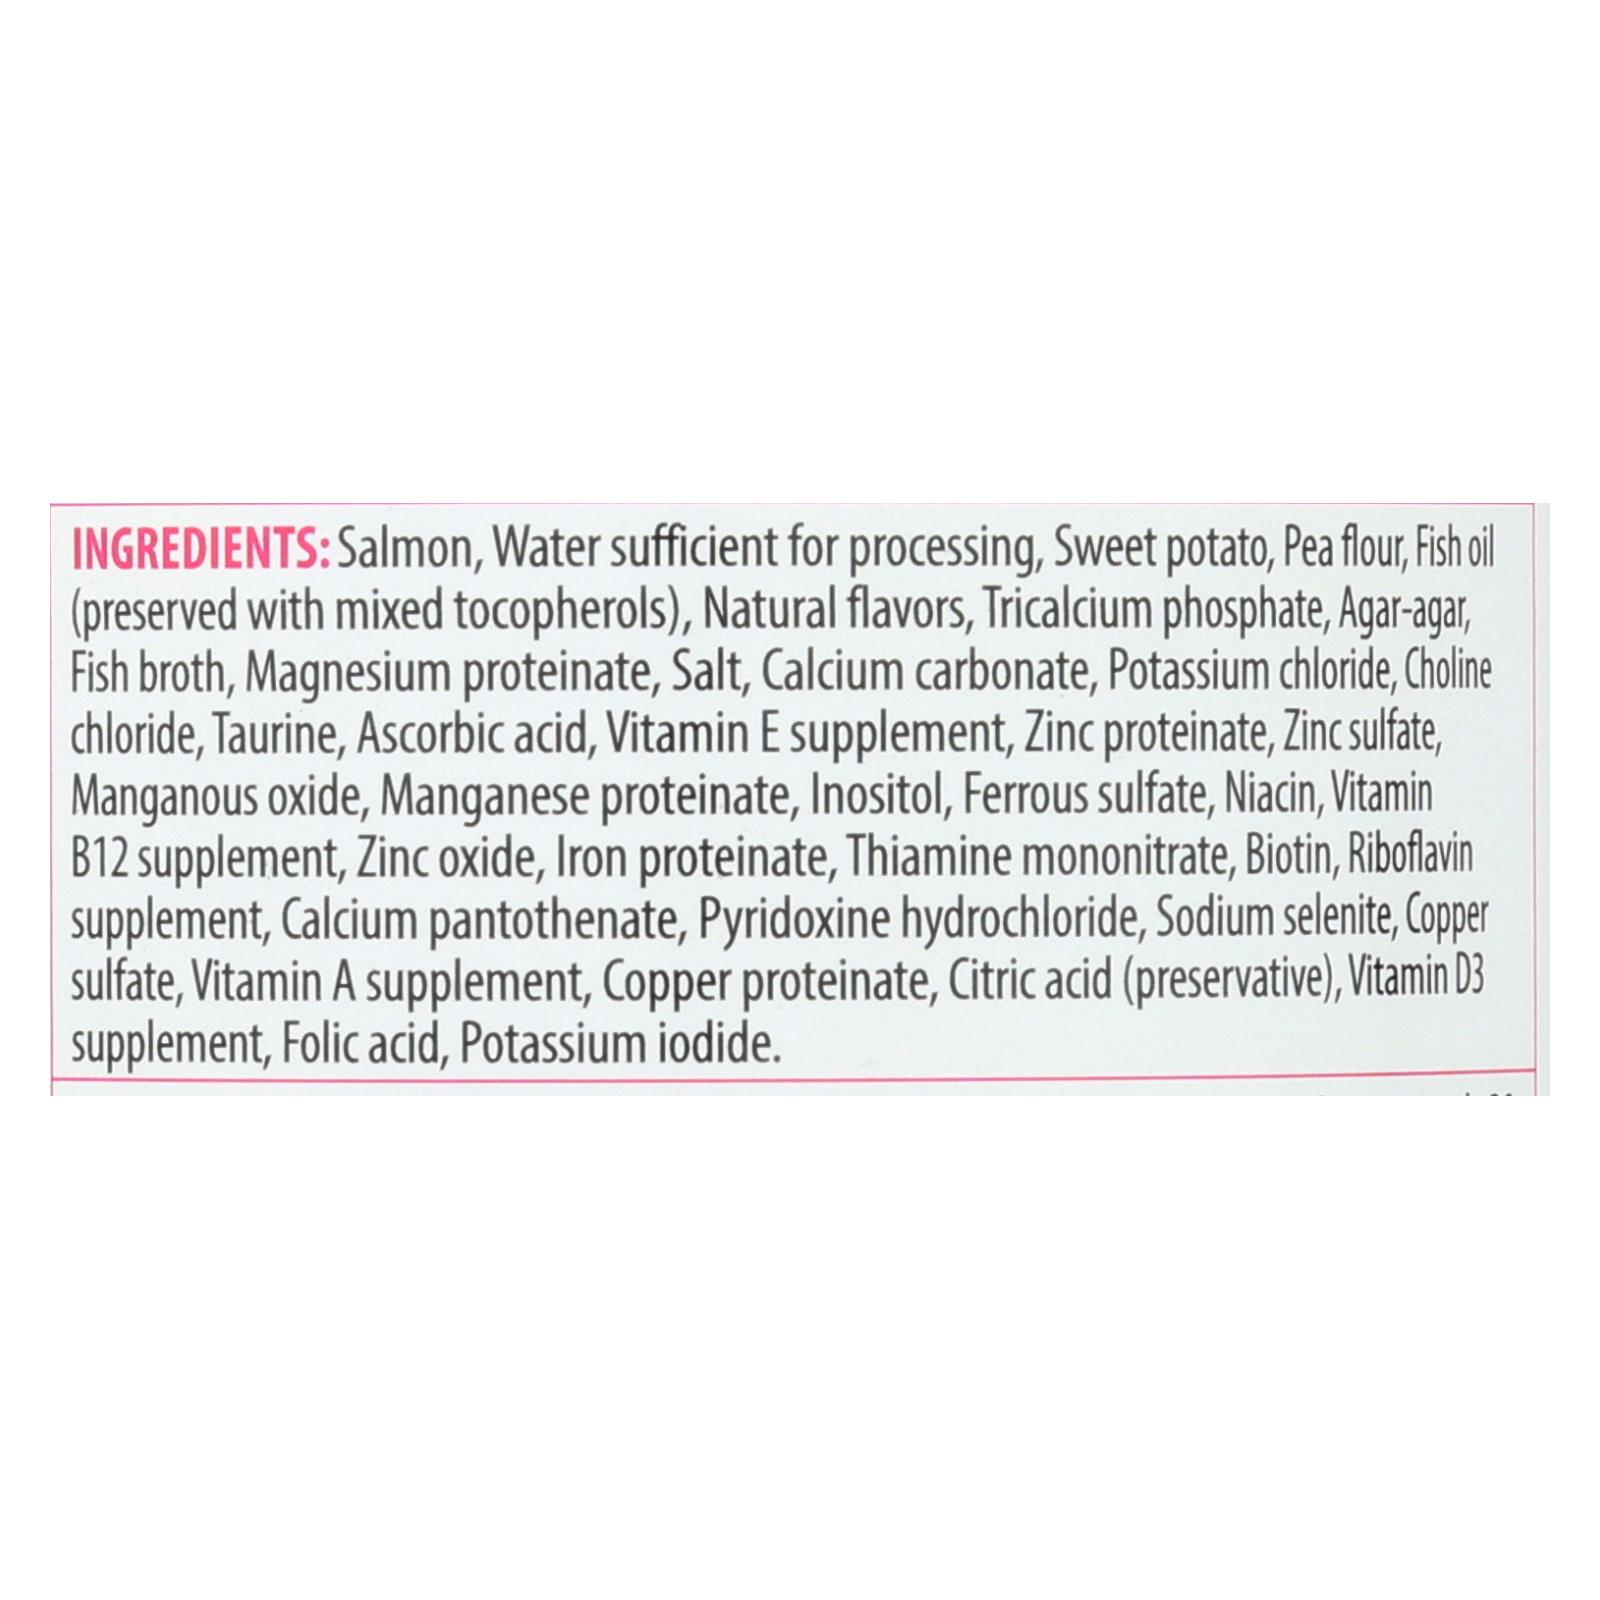 INGREDIENTS: Salmon, Water sufficient for processing, Sweet potato, Pea flour, Fish oil
(preserved with mixed tocopherols), Natural flavors, Tricalcium phosphate, Agar-agar,
Fish broth, Magnesium proteinate, Salt, Calcium carbonate, Potassium chloride, Choline
chloride, Taurine, Ascorbic acid, Vitamin E supplement, Zinc proteinate, Zinc sulfate,
Manganous oxide, Manganese proteinate, Inositol, Ferrous sulfate, Niacin, Vitamin
B12 supplement, Zinc oxide, Iron proteinate, Thiamine mononitrate, Biotin, Riboflavin
supplement, Calcium pantothenate, Pyridoxine hydrochloride, Sodium selenite, Copper
sulfate, Vitamin A supplement, Copper proteinate, Citric acid (preservative), Vitamin D3
supplement, Folic acid, Potassium iodide.